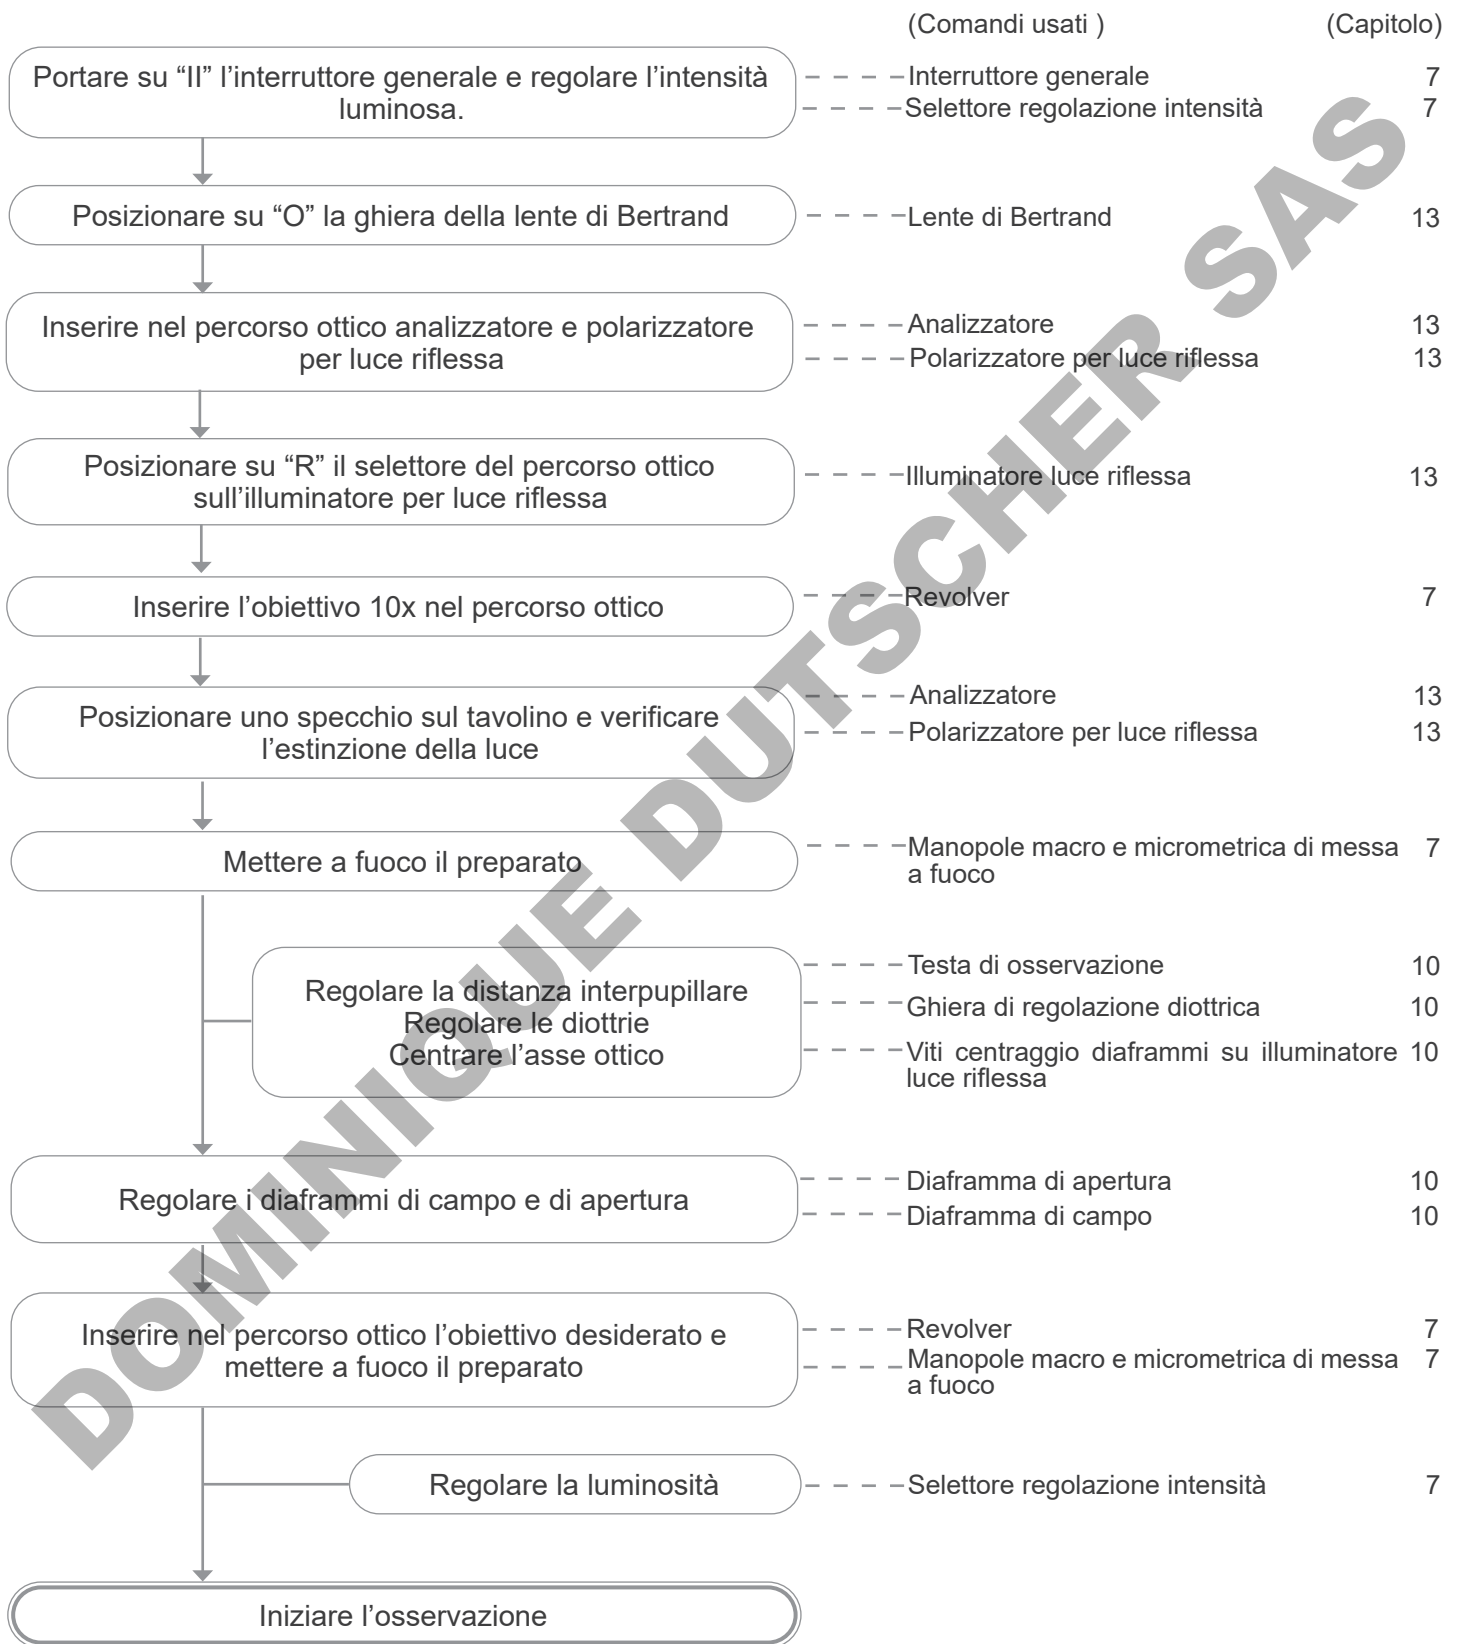 (Comandi usati ) (Capitolo)
Portare su “II” l’interruttore generale e regolare l’intensità
luminosa.
Interruttore generale 7
Selettore regolazione intensità 7
Posizionare su “O” la ghiera della lente di Bertrand
Lente di Bertrand 13
Inserire nel percorso ottico analizzatore e polarizzatore
per luce riflessa
Analizzatore 13
Polarizzatore per luce riflessa 13
Posizionare su “R” il selettore del percorso ottico
sull’illuminatore per luce riflessa
Illuminatore luce riflessa 13
Inserire l’obiettivo 10x nel percorso ottico
Revolver 7
Posizionare uno specchio sul tavolino e verificare
l’estinzione della luce
Analizzatore 13
Polarizzatore per luce riflessa 13
Mettere a fuoco il preparato
Manopole macro e micrometrica di messa 7
a fuoco
Regolare la distanza interpupillare
Regolare le diottrie
Centrare l’asse ottico
Testa di osservazione 10
Ghiera di regolazione diottrica 10
Viti centraggio diaframmi su illuminatore 10
luce riflessa
Regolare i diaframmi di campo e di apertura
Diaframma di apertura 10
Diaframma di campo 10
Inserire nel percorso ottico l’obiettivo desiderato e
mettere a fuoco il preparato
Revolver 7
Manopole macro e micrometrica di messa 7
a fuoco
Regolare la luminosità
Selettore regolazione intensità 7
Iniziare l’osservazione
DOMINIQUE DUTSCHER SAS